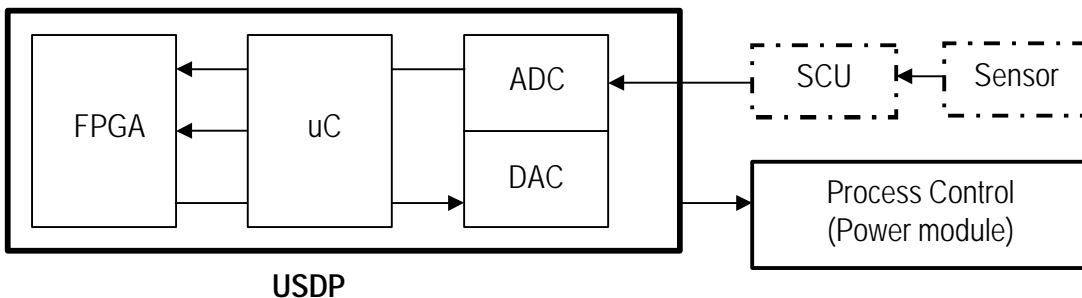 FPGA
uC
ADC
DAC
SCU
Sensor
Process Control
(Power module)
USDP